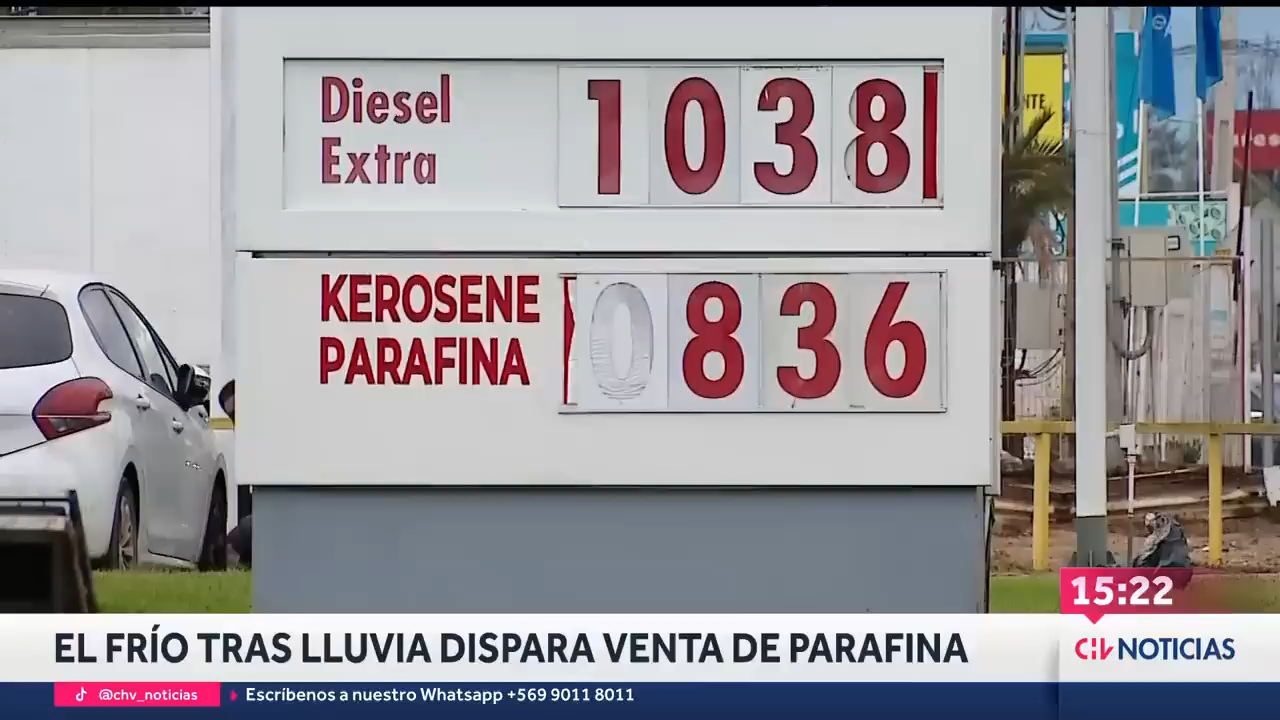 Diesel
Extra
1038
KEROSENE
PARAFINA
0836
NTE
15:22
EL FRÍO TRAS LLUVIA DISPARA VENTA DE PARAFINA
CHV NOTICIAS
@chv_noticias
Escríbenos a nuestro Whatsapp +569 9011 8011